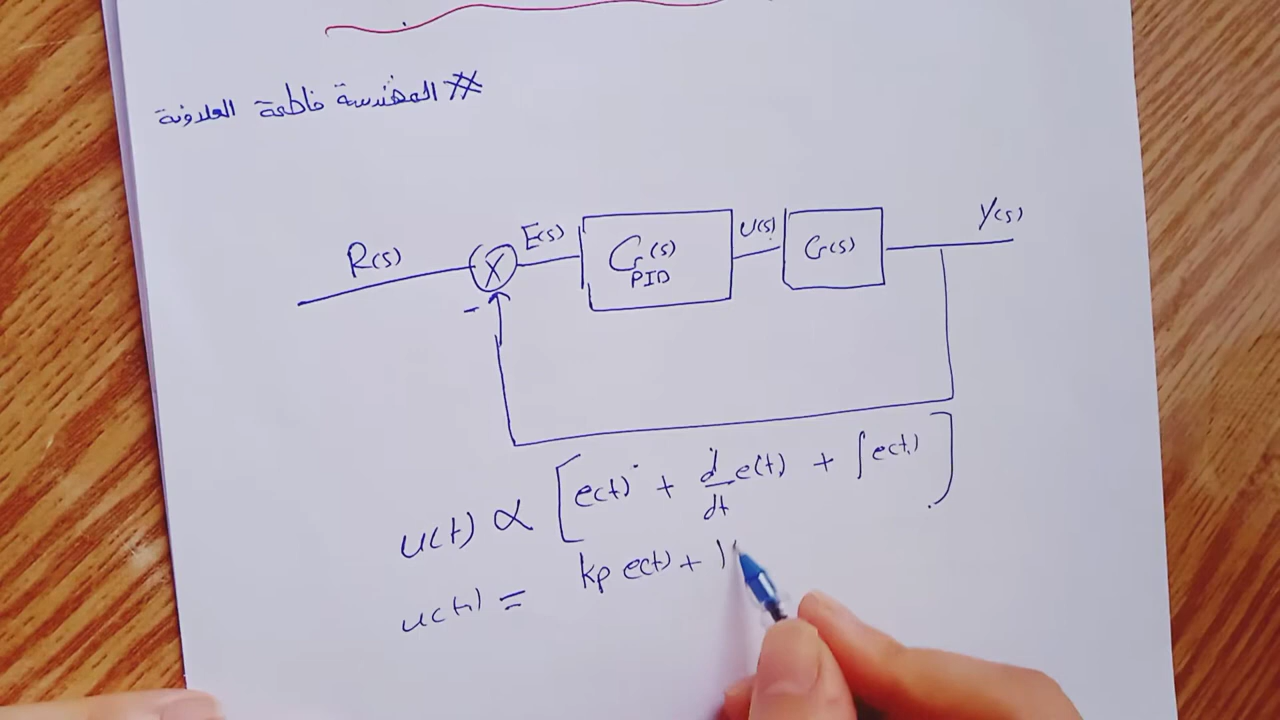 # المهندسة فاطمة العلاونة
R(s) X E(s) G(s) U(s) G(s) Y(s)
PID
-
u(t) ∝ [e(t) + d/dt e(t) + ∫e(t)]
u(t) = kp e(t) +